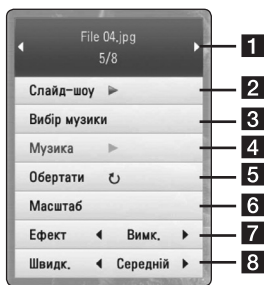 File 04.jpg
5/8
1
Слайд-шоу
2
Вибір музики
3
Музика
4
Обертати
5
Масштаб
6
Ефект Вимк.
7
Швидк. Середній
8